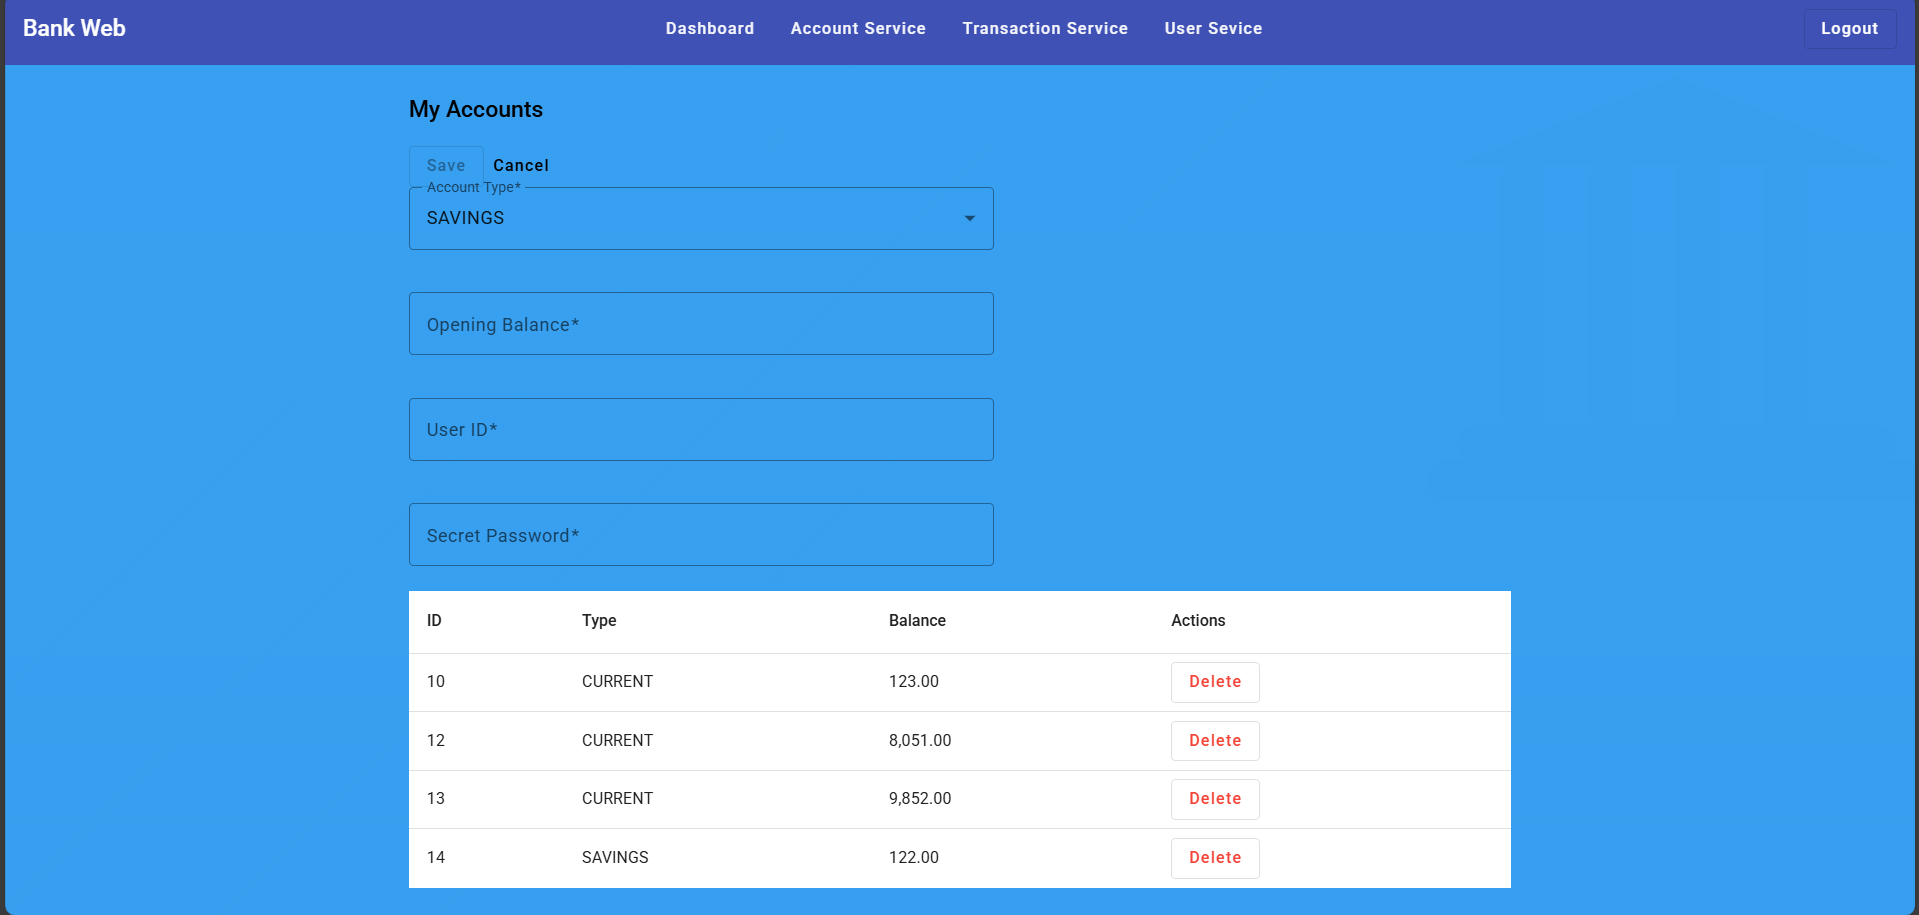 Bank Web Dashboard Account Service Transaction Service User Sevice Logout
My Accounts
Save Cancel
Account Type*
SAVINGS
Opening Balance*
User ID*
Secret Password*
ID Type Balance Actions
10 CURRENT 123.00 Delete
12 CURRENT 8,051.00 Delete
13 CURRENT 9,852.00 Delete
14 SAVINGS 122.00 Delete